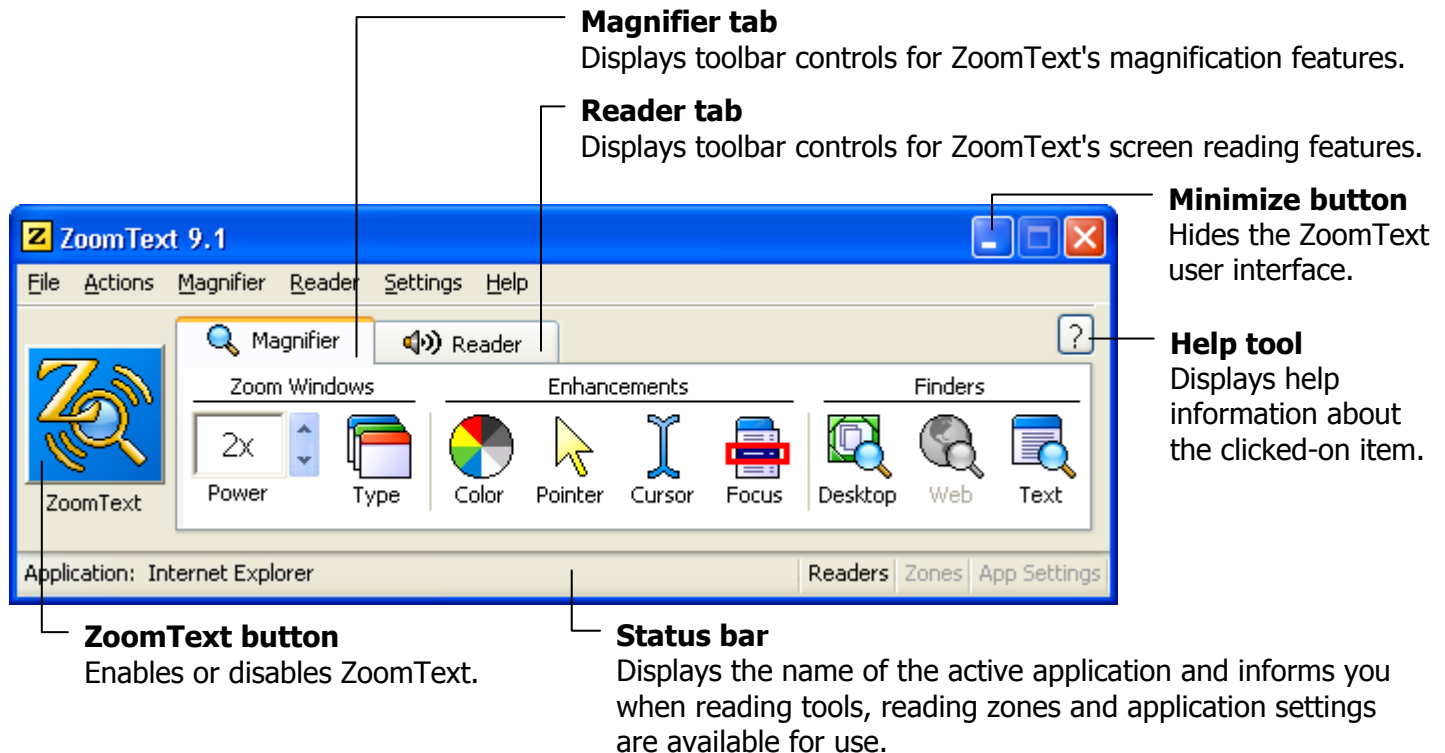 Magnifier tab
Displays toolbar controls for ZoomText's magnification features.
Reader tab
Displays toolbar controls for ZoomText's screen reading features.
Minimize button
Hides the ZoomText
user interface.
ZoomText 9.1
File Actions Magnifier Reader Settings Help
Magnifier Reader ?
Help tool
Displays help
information about
the clicked-on item.
Zoom Windows Enhancements Finders
2x
Power Type Color Pointer Cursor Focus Desktop Web Text
ZoomText
Application: Internet Explorer Readers Zones App Settings
ZoomText button
Enables or disables ZoomText.
Status bar
Displays the name of the active application and informs you
when reading tools, reading zones and application settings
are available for use.